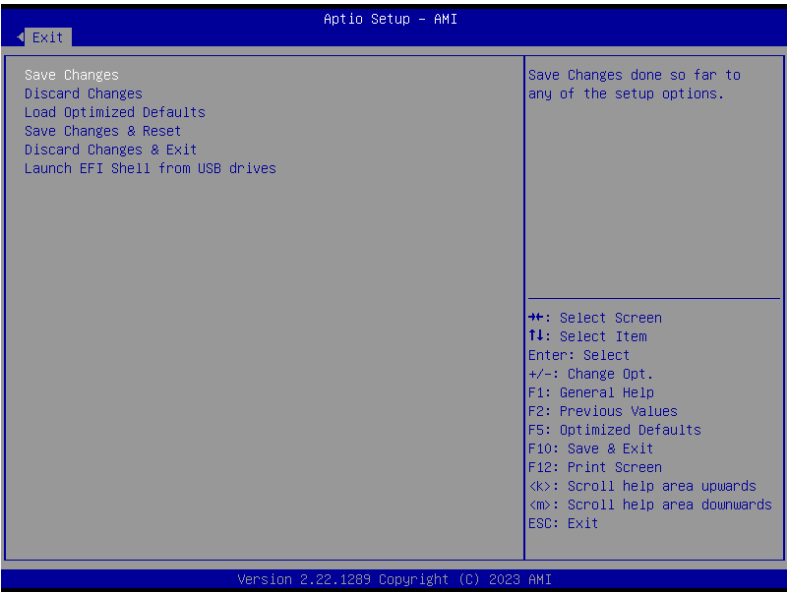 Aptio Setup – AMI
Exit
Save Changes
Discard Changes
Load Optimized Defaults
Save Changes & Reset
Discard Changes & Exit
Launch EFI Shell from USB drives
Save Changes done so far to
any of the setup options.
→←: Select Screen
↑↓: Select Item
Enter: Select
+/-: Change Opt.
F1: General Help
F2: Previous Values
F5: Optimized Defaults
F10: Save & Exit
F12: Print Screen
<k>: Scroll help area upwards
<m>: Scroll help area downwards
ESC: Exit
Version 2.22.1289 Copyright (C) 2023 AMI